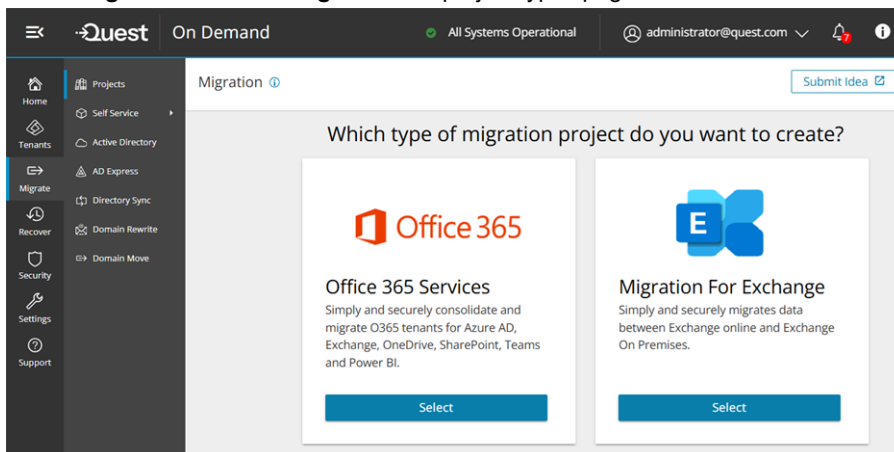 Quest On Demand All Systems Operational administrator@quest.com 7
Home
Tenants
Migrate
Recover
Security
Settings
Support
Projects
Self Service
Active Directory
AD Express
Directory Sync
Domain Rewrite
Domain Move
Migration
Submit Idea
Which type of migration project do you want to create?
Office 365
Office 365 Services
Simply and securely consolidate and
migrate O365 tenants for Azure AD,
Exchange, OneDrive, SharePoint, Teams
and Power BI.
Select
E
Migration For Exchange
Simply and securely migrates data
between Exchange online and Exchange
On Premises.
Select